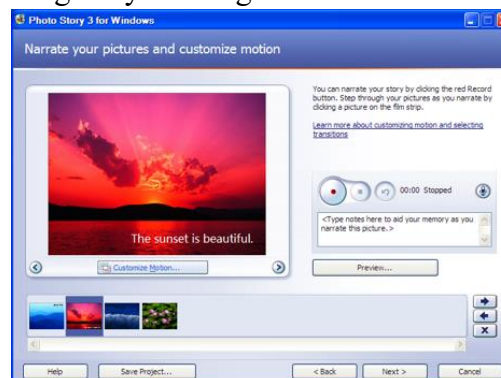 Photo Story 3 for Windows
Narrate your pictures and customize motion
You can narrate your story by clicking the red Record
button. Step through your pictures as you narrate by
clicking a picture on the film strip.
Learn more about customizing motion and selecting
transitions
00:00 Stopped
<Type notes here to aid your memory as you
narrate this picture.>
The sunset is beautiful.
Customize Motion...
Preview...
Help
Save Project...
< Back
Next >
Cancel